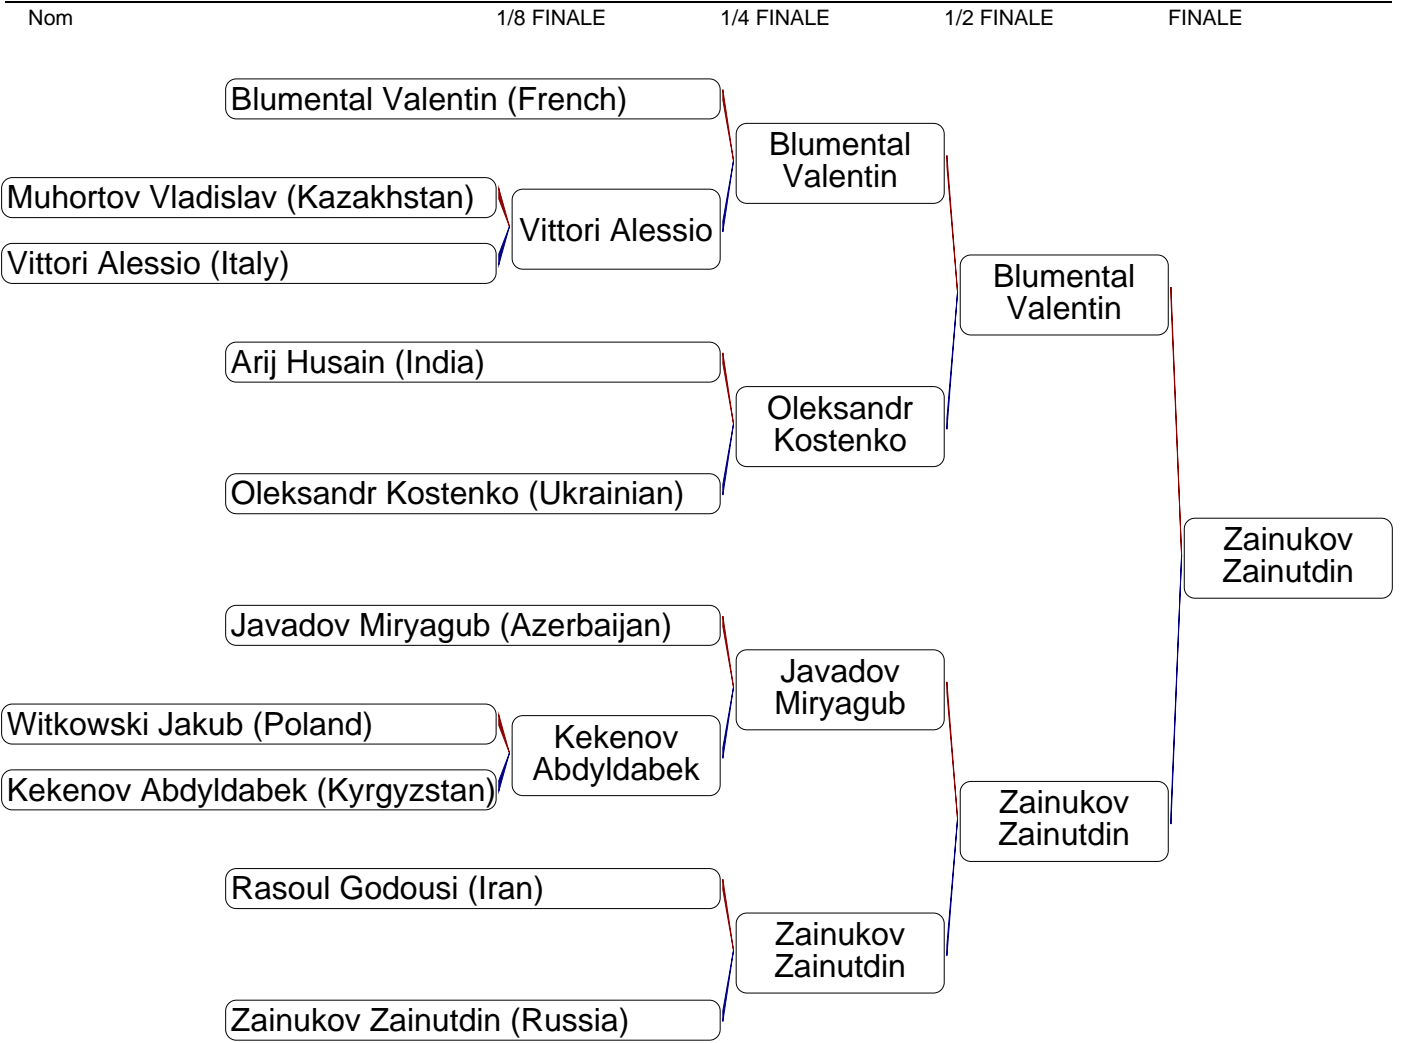 Nom 1/8 FINALE 1/4 FINALE 1/2 FINALE FINALE
Blumental Valentin (French)
Blumental
Valentin
Muhortov Vladislav (Kazakhstan)
Vittori Alessio
Vittori Alessio (Italy)
Blumental
Valentin
Arij Husain (India)
Oleksandr
Kostenko
Oleksandr Kostenko (Ukrainian)
Zainukov
Zainutdin
Javadov Miryagub (Azerbaijan)
Javadov
Miryagub
Witkowski Jakub (Poland)
Kekenov
Abdyldabek
Kekenov Abdyldabek (Kyrgyzstan)
Zainukov
Zainutdin
Rasoul Godousi (Iran)
Zainukov
Zainutdin
Zainukov Zainutdin (Russia)